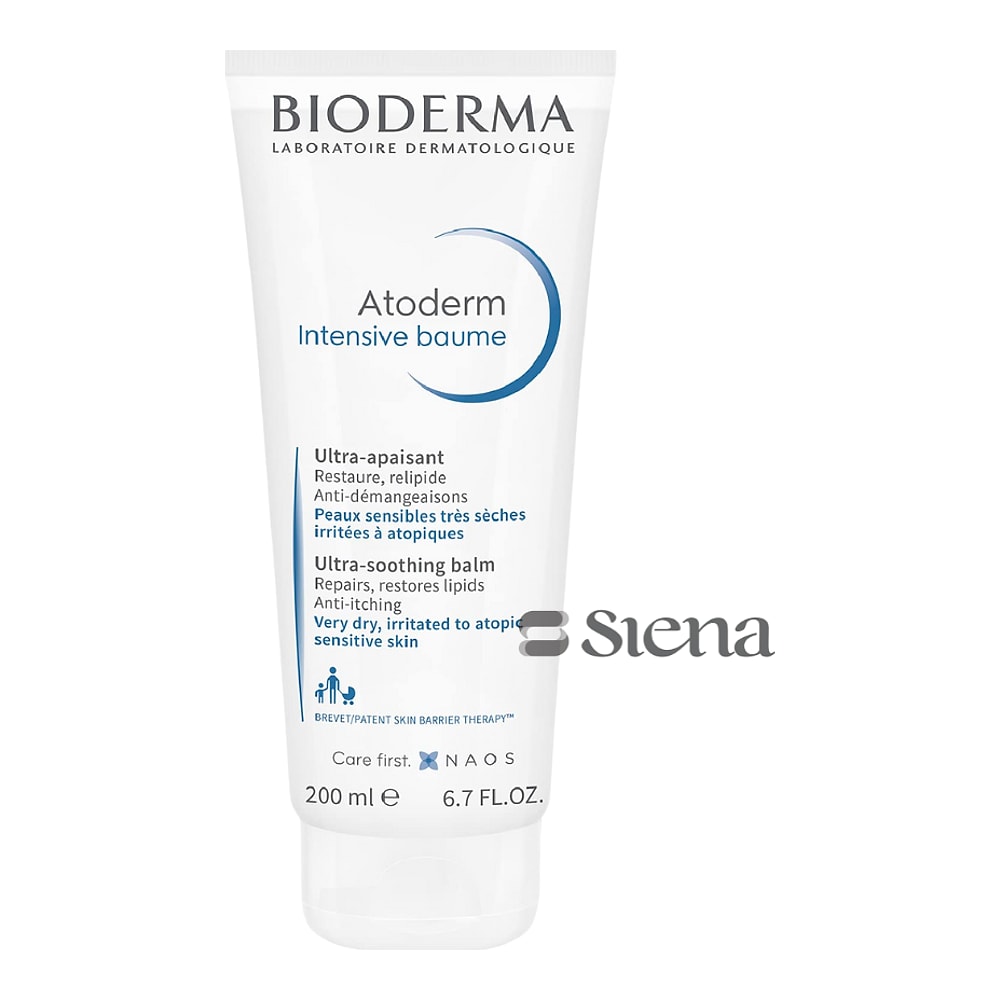 BIODERMA
LABORATOIRE DERMATOLOGIQUE
Atoderm
Intensive baume
Ultra-apaisant
Restaure, relipide
Anti-démangeaisons
Peaux sensibles très sèches
irritées à atopiques
Ultra-soothing balm
Repairs, restores lipids
Anti-itching
Very dry, irritated to atopic
sensitive skin
Siena
BREVET/PATENT SKIN BARRIER THERAPY™
Care first. NAOS
200 ml ℮ 6.7 FL.OZ.